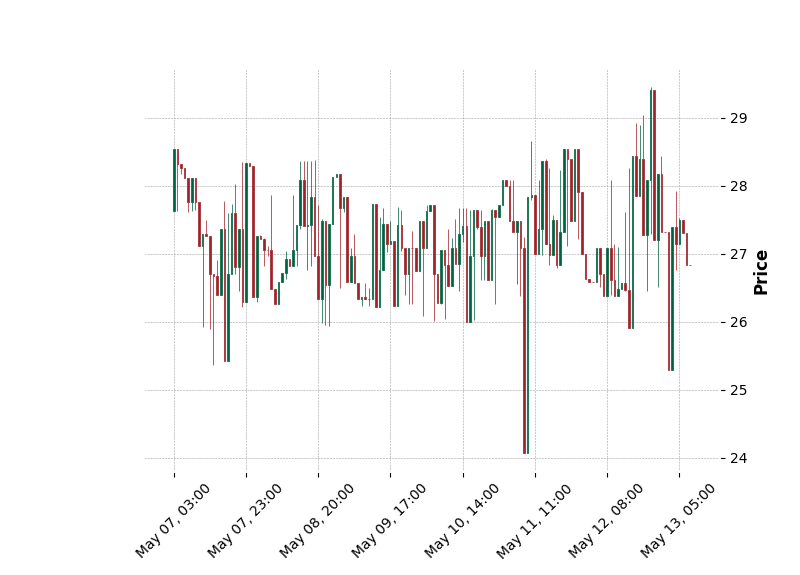 29
28
27
26
25
24
Price
May 07, 03:00
May 07, 23:00
May 08, 20:00
May 09, 17:00
May 10, 14:00
May 11, 11:00
May 12, 08:00
May 13, 05:00